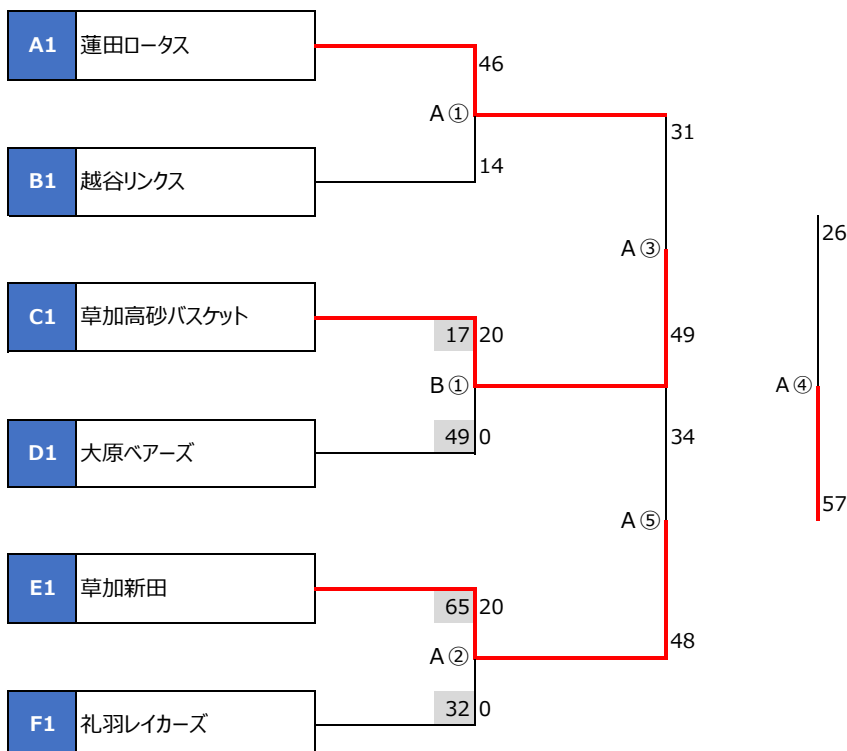 A1 蓮田ロータス
46
A①
31
14
B1 越谷リンクス
26
A③
C1 草加高砂バスケット
17 20
49
B①
A④
49 0
34
D1 大原ベアーズ
57
A⑤
E1 草加新田
65 20
48
A②
32 0
F1 礼羽レイカーズ